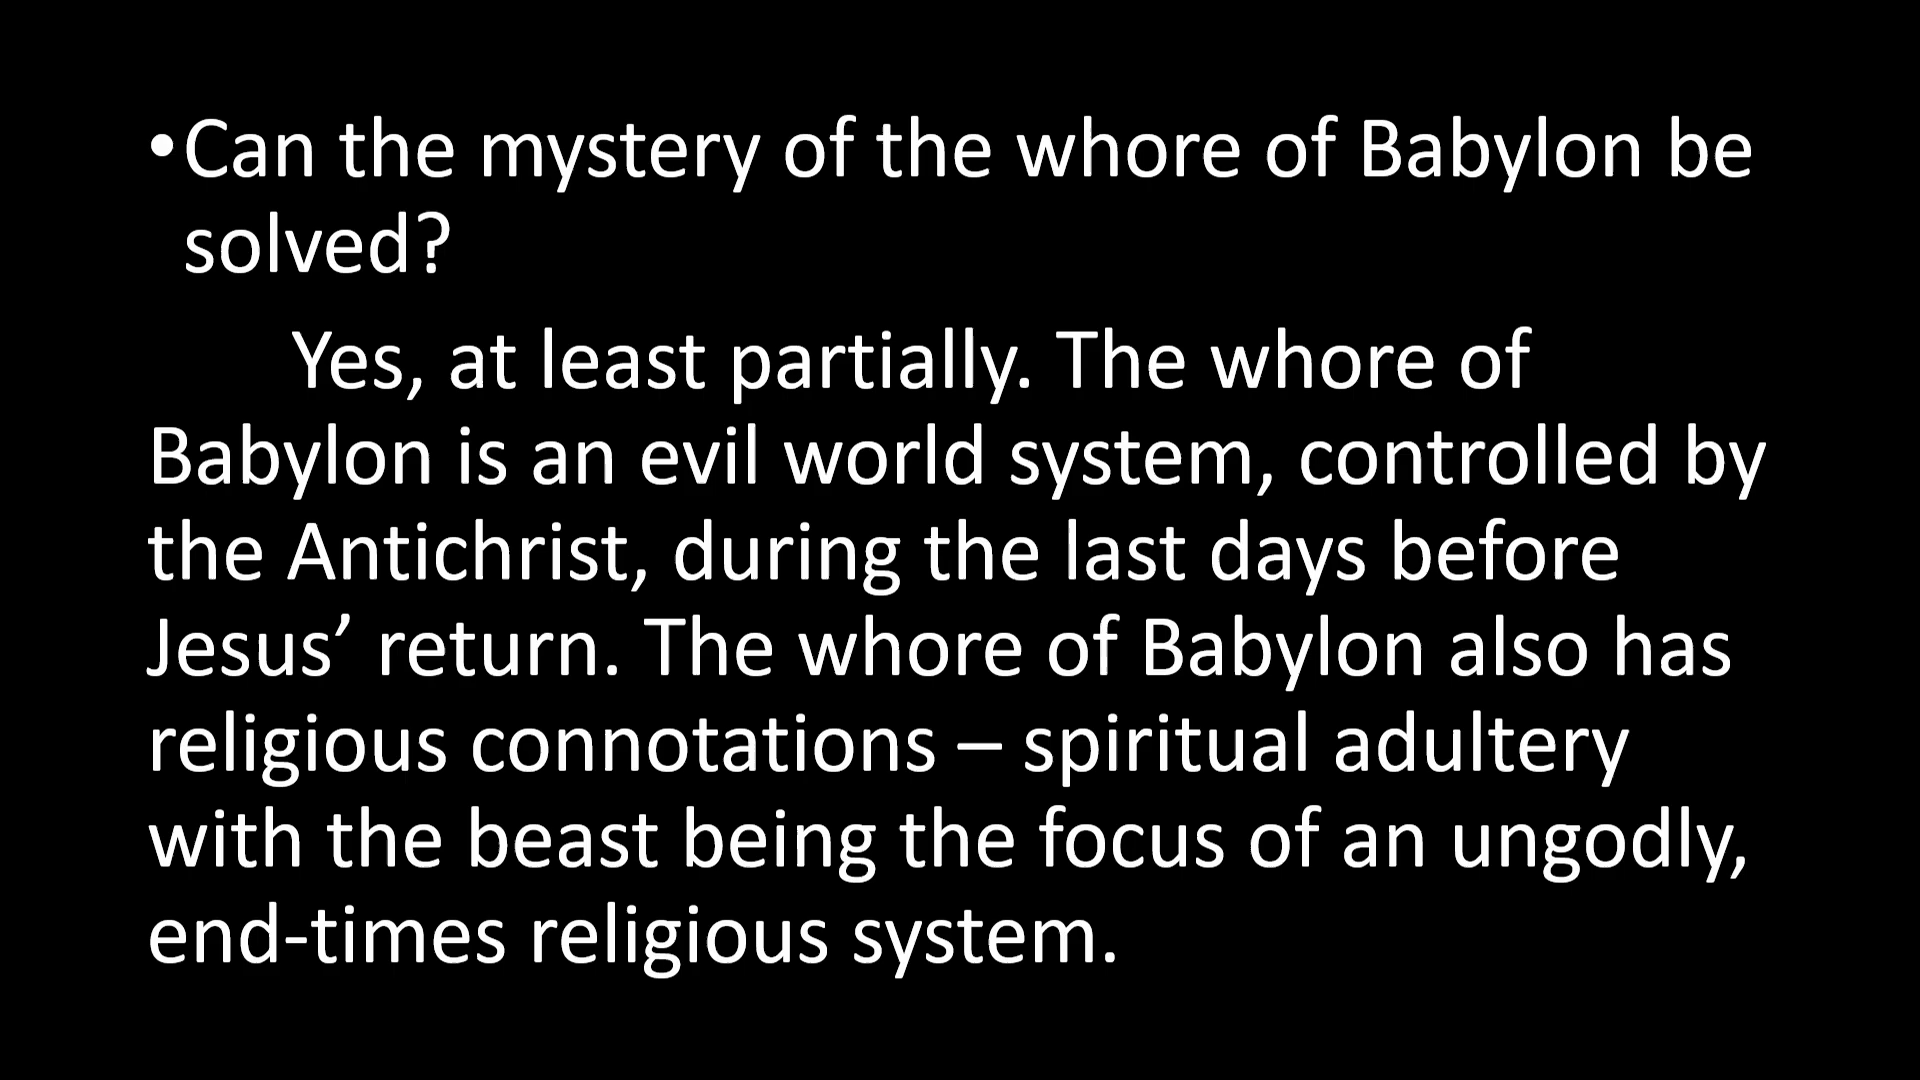 •Can the mystery of the whore of Babylon be
solved?
Yes, at least partially. The whore of
Babylon is an evil world system, controlled by
the Antichrist, during the last days before
Jesus’ return. The whore of Babylon also has
religious connotations – spiritual adultery
with the beast being the focus of an ungodly,
end-times religious system.